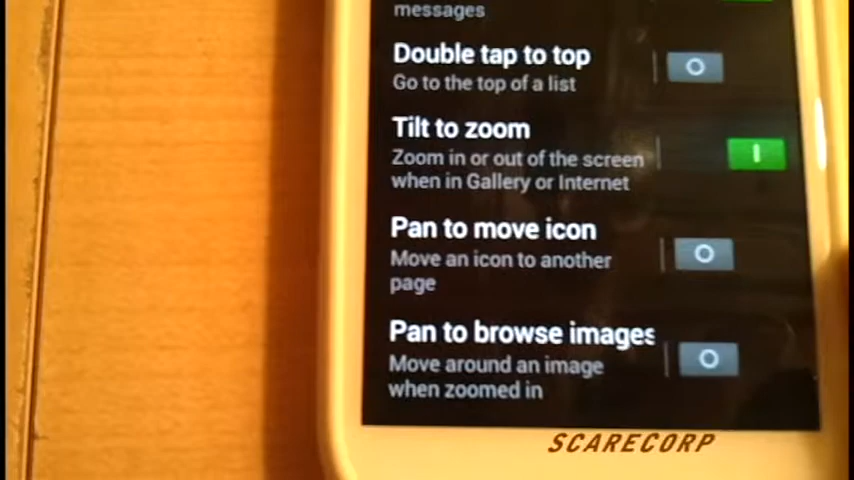 messages
Double tap to top
Go to the top of a list
Tilt to zoom
Zoom in or out of the screen
when in Gallery or Internet
Pan to move icon
Move an icon to another
page
Pan to browse images
Move around an image
when zoomed in
SCARECORP